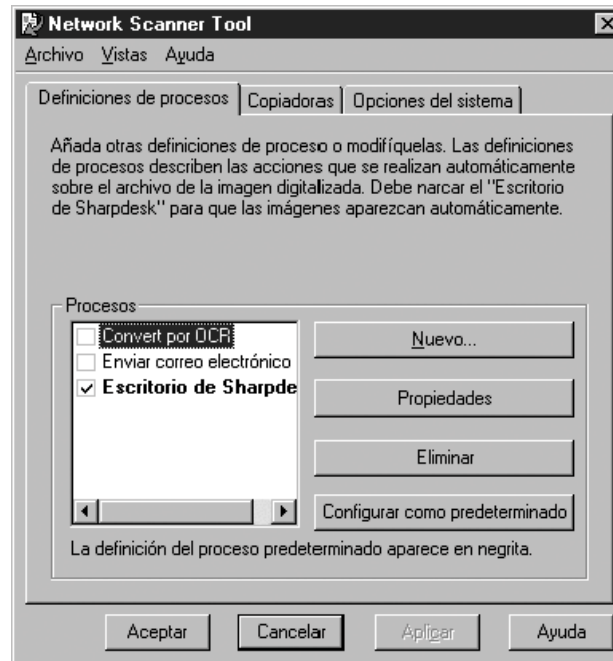 Network Scanner Tool
Archivo Vistas Ayuda
Definiciones de procesos Copiadoras Opciones del sistema
Añada otras definiciones de proceso o modifíquelas. Las definiciones
de procesos describen las acciones que se realizan automáticamente
sobre el archivo de la imagen digitalizada. Debe narcar el "Escritorio
de Sharpdesk" para que las imágenes aparezcan automáticamente.
Procesos
Convert por OCR
Enviar correo electrónico
Escritorio de Sharpde
Nuevo...
Propiedades
Eliminar
Configurar como predeterminado
La definición del proceso predeterminado aparece en negrita.
Aceptar Cancelar Aplicar Ayuda